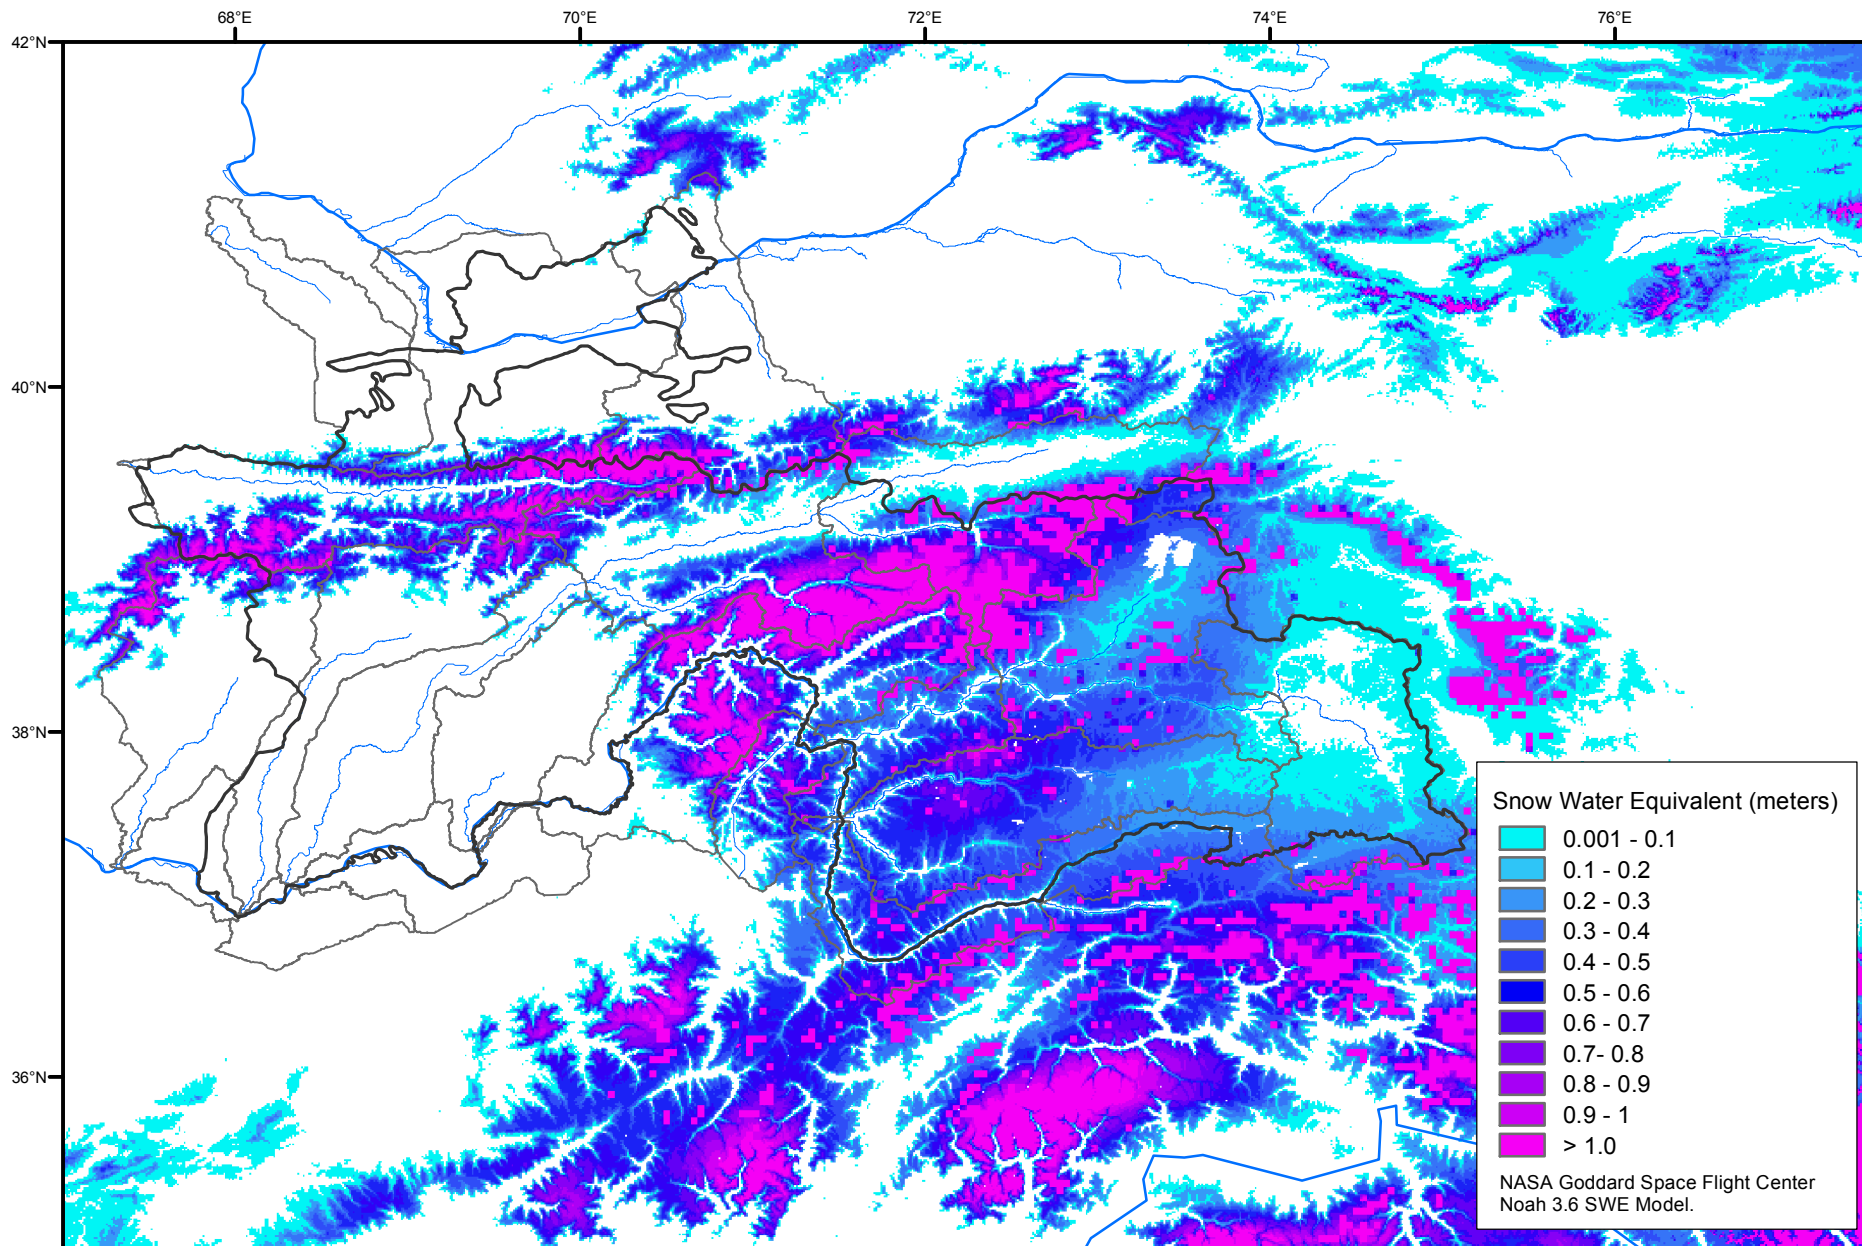 68°E
70°E
72°E
74°E
76°E
42°N
40°N
38°N
36°N
Snow Water Equivalent (meters)
0.001 - 0.1
0.1 - 0.2
0.2 - 0.3
0.3 - 0.4
0.4 - 0.5
0.5 - 0.6
0.6 - 0.7
0.7- 0.8
0.8 - 0.9
0.9 - 1
> 1.0
NASA Goddard Space Flight Center
Noah 3.6 SWE Model.